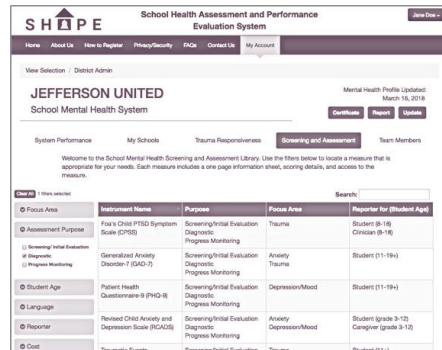 SHAPE
School Health Assessment and Performance
Evaluation System
Jane Doe
Home About Us How to Register Privacy/Security FAQs Contact Us My Account
View Selection / District Admin
JEFFERSON UNITED
School Mental Health System
Mental Health Profile Updated:
March 16, 2018
Certificate Report Update
System Performance My Schools Trauma Responsiveness Screening and Assessment Team Members
Welcome to the School Mental Health Screening and Assessment Library. Use the filters below to locate a measure that is
appropriate for your needs. Each measure includes a one page information sheet, scoring details, and access to the
measure.
Clear All 1 filters selected
Search:
Focus Area
Assessment Purpose
Screening/Initial Evaluation
Diagnostic
Progress Monitoring
Student Age
Language
Reporter
Cost
Instrument Name Purpose Focus Area Reporter for (Student Age)
Foa's Child PTSD Symptom Screening/Initial Evaluation Trauma Student (8-18)
Scale (CPSS) Diagnostic Clinician (8-18)
Progress Monitoring
Generalized Anxiety Screening/Initial Evaluation Anxiety Student (11-19+)
Disorder-7 (GAD-7) Diagnostic Trauma
Progress Monitoring
Patient Health Screening/Initial Evaluation Depression/Mood Student (11-19+)
Questionnaire-9 (PHQ-9) Diagnostic
Progress Monitoring
Revised Child Anxiety and Screening/Initial Evaluation Anxiety Student (grade 3-12)
Depression Scale (RCADS) Diagnostic Depression/Mood Caregiver (grade 3-12)
Progress Monitoring